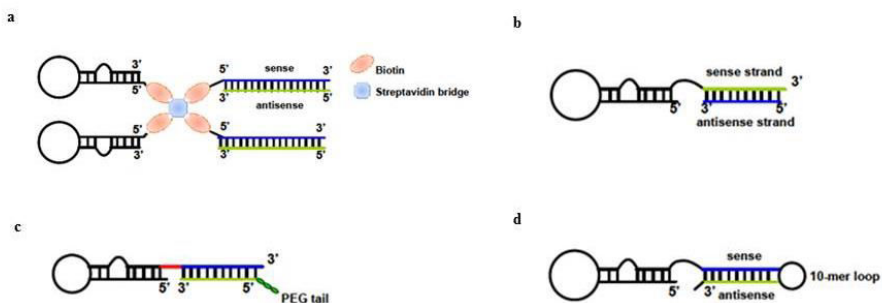 a
3’
5’
5’
3’
sense
3’
5’
antisense
Biotin
Streptavidin bridge
3’
5’
5’
3’
3’
5’
b
sense strand
3’
5’
3’
5’
antisense strand
c
3’
5’
3’
PEG tail
d
sense
5’
3’
antisense
10-mer loop